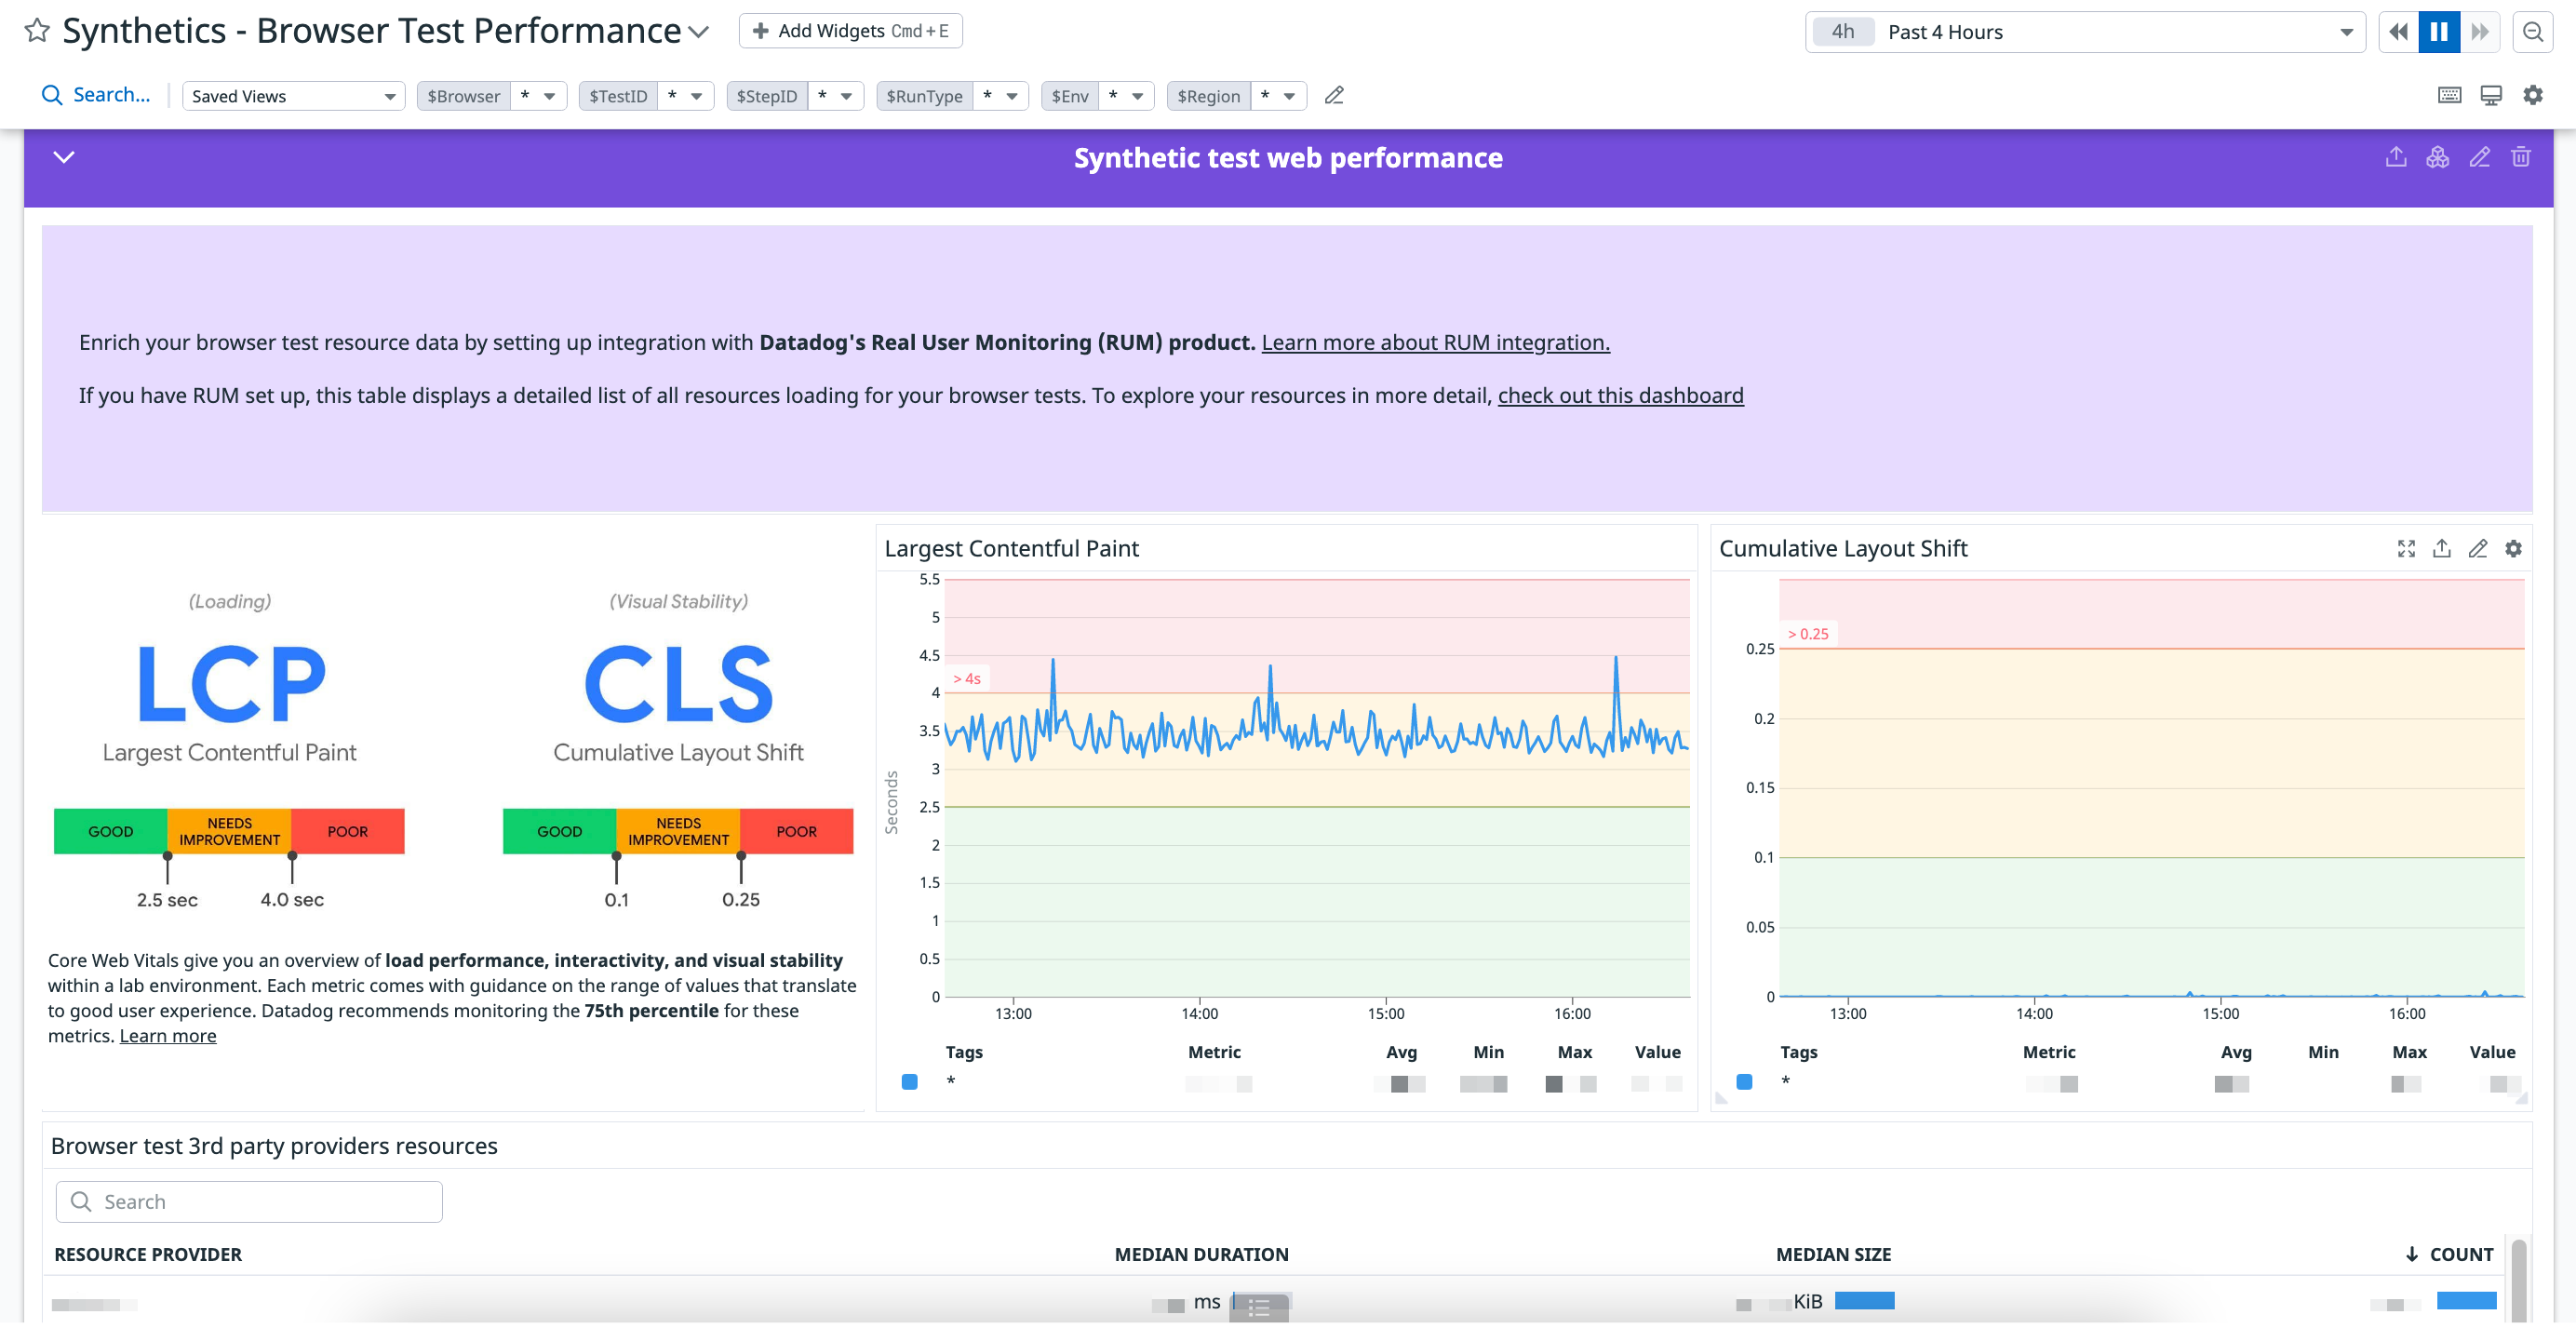 Synthetics - Browser Test Performance
Add Widgets Cmd+E
4h Past 4 Hours
Search...
Saved Views
$Browser *
$TestID *
$StepID *
$RunType *
$Env *
$Region *
Synthetic test web performance
Enrich your browser test resource data by setting up integration with Datadog's Real User Monitoring (RUM) product. Learn more about RUM integration.
If you have RUM set up, this table displays a detailed list of all resources loading for your browser tests. To explore your resources in more detail, check out this dashboard
(Loading)
LCP
Largest Contentful Paint
GOOD
NEEDS
IMPROVEMENT
POOR
2.5 sec
4.0 sec
(Visual Stability)
CLS
Cumulative Layout Shift
GOOD
NEEDS
IMPROVEMENT
POOR
0.1
0.25
Core Web Vitals give you an overview of load performance, interactivity, and visual stability
within a lab environment. Each metric comes with guidance on the range of values that translate
to good user experience. Datadog recommends monitoring the 75th percentile for these
metrics. Learn more
Largest Contentful Paint
Seconds
5.5
5
4.5
> 4s
4
3.5
3
2.5
2
1.5
1
0.5
0
13:00 14:00 15:00 16:00
Tags Metric Avg Min Max Value
*
Cumulative Layout Shift
> 0.25
0.25
0.2
0.15
0.1
0.05
0
13:00 14:00 15:00 16:00
Tags Metric Avg Min Max Value
*
Browser test 3rd party providers resources
Search
RESOURCE PROVIDER MEDIAN DURATION MEDIAN SIZE COUNT
ms KiB